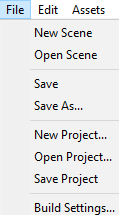 File Edit Assets
New Scene
Open Scene
Save
Save As...
New Project...
Open Project...
Save Project
Build Settings...